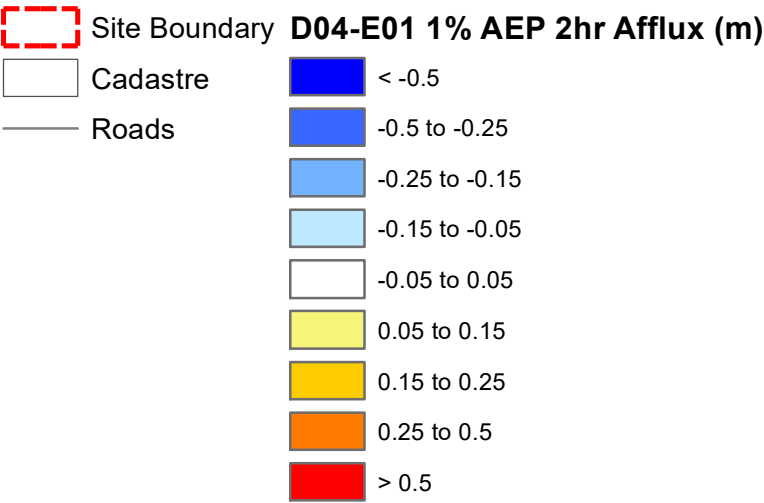 Site Boundary
Cadastre
Roads
D04-E01 1% AEP 2hr Afflux (m)
< -0.5
-0.5 to -0.25
-0.25 to -0.15
-0.15 to -0.05
-0.05 to 0.05
0.05 to 0.15
0.15 to 0.25
0.25 to 0.5
> 0.5